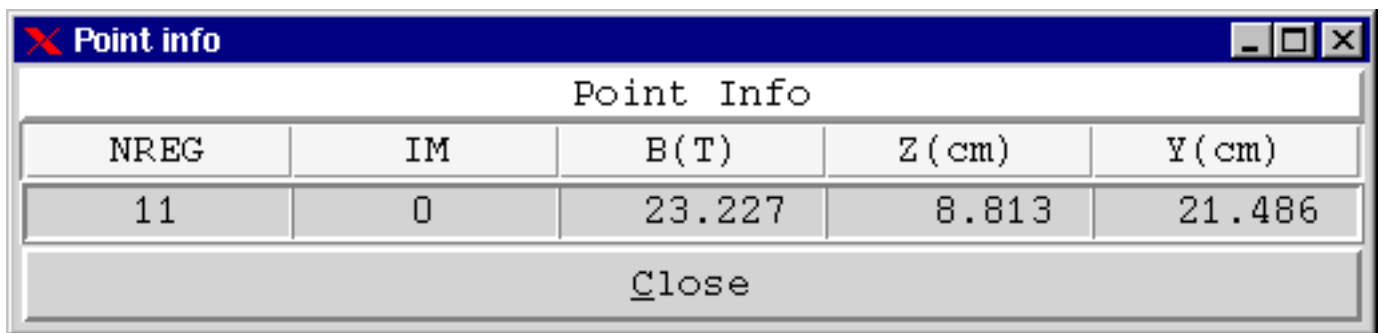 Point info
Point Info
NREG IM B(T) Z(cm) Y(cm)
11 0 23.227 8.813 21.486
Close